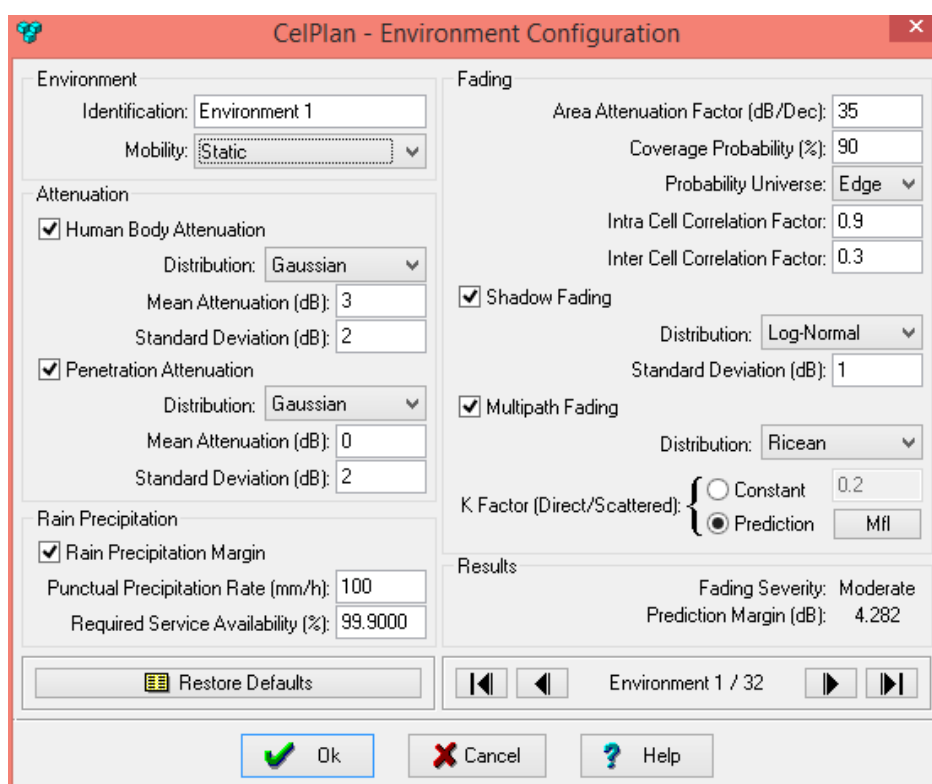 CelPlan - Environment Configuration
Environment
Identification: Environment 1
Mobility: Static
Attenuation
Human Body Attenuation
Distribution: Gaussian
Mean Attenuation (dB): 3
Standard Deviation (dB): 2
Penetration Attenuation
Distribution: Gaussian
Mean Attenuation (dB): 0
Standard Deviation (dB): 2
Rain Precipitation
Rain Precipitation Margin
Punctual Precipitation Rate (mm/h): 100
Required Service Availability (%): 99.9000
Restore Defaults
Fading
Area Attenuation Factor (dB/Dec): 35
Coverage Probability (%): 90
Probability Universe: Edge
Intra Cell Correlation Factor: 0.9
Inter Cell Correlation Factor: 0.3
Shadow Fading
Distribution: Log-Normal
Standard Deviation (dB): 1
Multipath Fading
Distribution: Ricean
K Factor (Direct/Scattered):
Constant 0.2
Prediction Mfl
Results
Fading Severity: Moderate
Prediction Margin (dB): 4.282
Environment 1 / 32
Ok Cancel Help